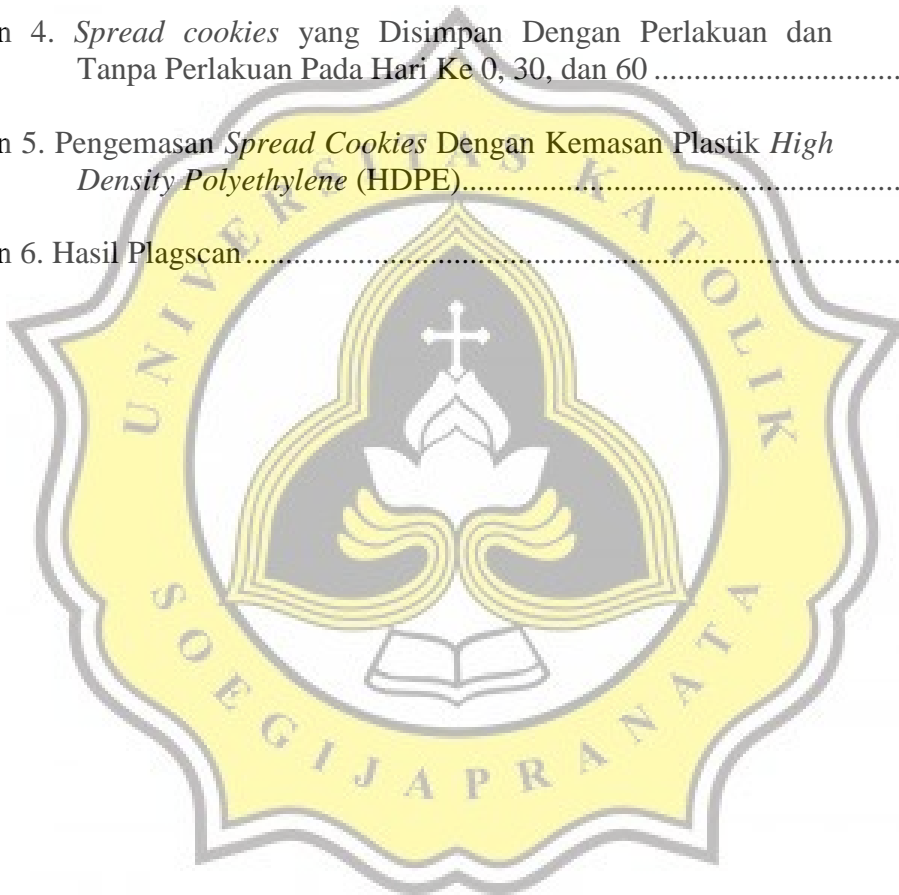 n 4. Spread cookies yang Disimpan Dengan Perlakuan dan
Tanpa Perlakuan Pada Hari Ke 0, 30, dan 60 ..............................
n 5. Pengemasan Spread Cookies Dengan Kemasan Plastik High
Density Polyethylene (HDPE)......................................................
n 6. Hasil Plagscan..................................................................................
UNIVERSITAS KATOLIK
SOEGIJAPRANATA